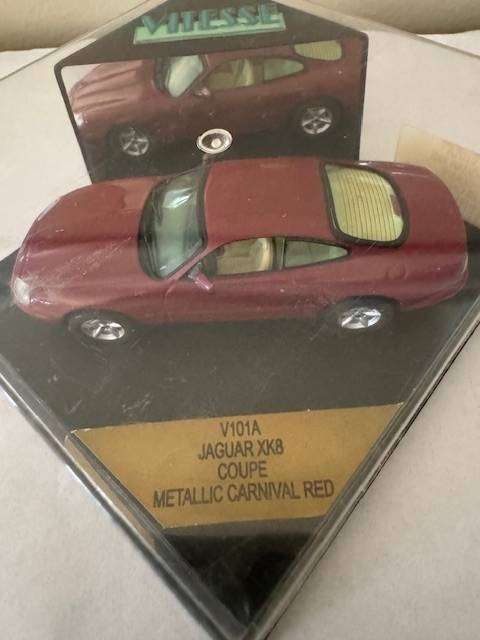 VITESSE
V101A
JAGUAR XK8
COUPE
METALLIC CARNIVAL RED